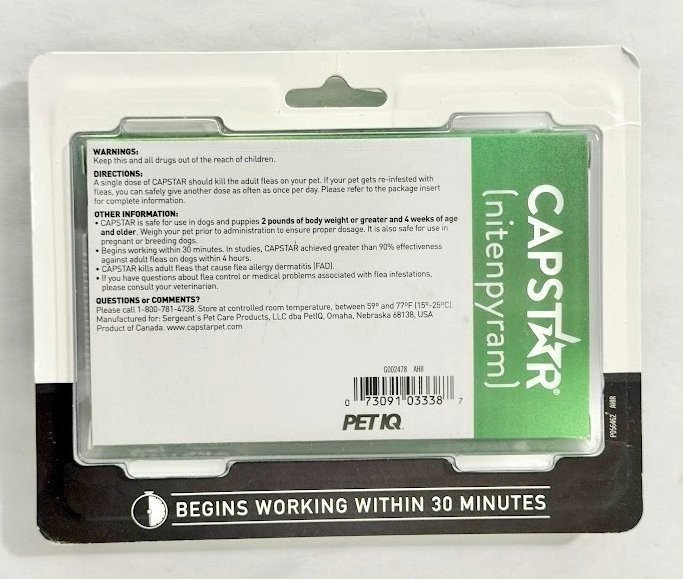 WARNINGS:
Keep this and all drugs out of the reach of children.
DIRECTIONS:
A single dose of CAPSTAR should kill the adult fleas on your pet. If your pet gets re-infested with
fleas, you can safely give another dose as often as once per day. Please refer to the package insert
for complete information.
OTHER INFORMATION:
• CAPSTAR is safe for use in dogs and puppies 2 pounds of body weight or greater and 4 weeks of age
and older. Weigh your pet prior to administration to ensure proper dosage. It is also safe for use in
pregnant or breeding dogs.
• Begins working within 30 minutes. In studies, CAPSTAR achieved greater than 90% effectiveness
against adult fleas on dogs within 4 hours.
• CAPSTAR kills adult fleas that cause flea allergy dermatitis (FAD).
• If you have questions about flea control or medical problems associated with flea infestations,
please consult your veterinarian.
QUESTIONS or COMMENTS?
Please call 1-800-781-4738. Store at controlled room temperature, between 59º and 77ºF (15º-25ºC).
Manufactured for: Sergeant's Pet Care Products, LLC dba PetIQ, Omaha, Nebraska 68138, USA
Product of Canada. www.capstarpet.com
G002478 AHR
0 73091 03338 7
PETIQ
CAPSTAR®
(nitenpyram)
BEGINS WORKING WITHIN 30 MINUTES